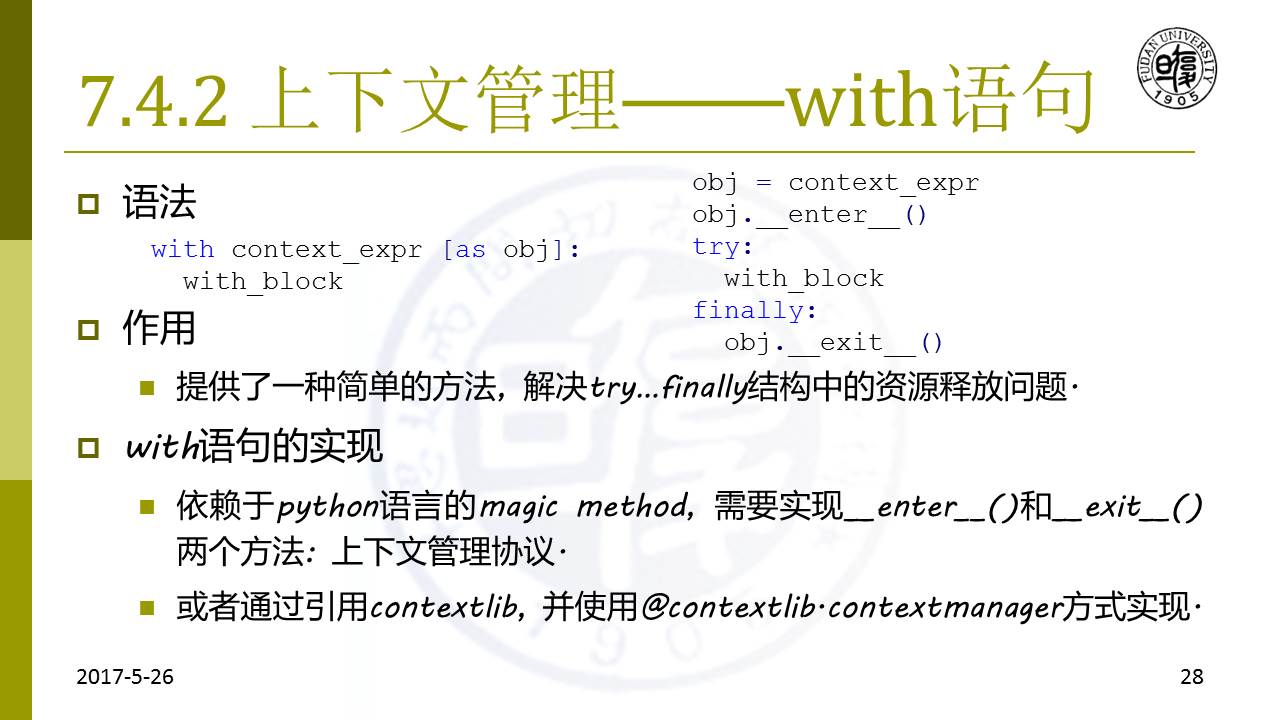 7.4.2 上下文管理——with语句
FUDAN UNIVERSITY
1905
语法
with context_expr [as obj]:
with_block
obj = context_expr
obj.__enter__()
try:
with_block
finally:
obj.__exit__()
作用
提供了一种简单的方法，解决try…finally结构中的资源释放问题.
with语句的实现
依赖于python语言的magic method，需要实现__enter__()和__exit__()
两个方法：上下文管理协议.
或者通过引用contextlib，并使用@contextlib.contextmanager方式实现.
2017-5-26
28